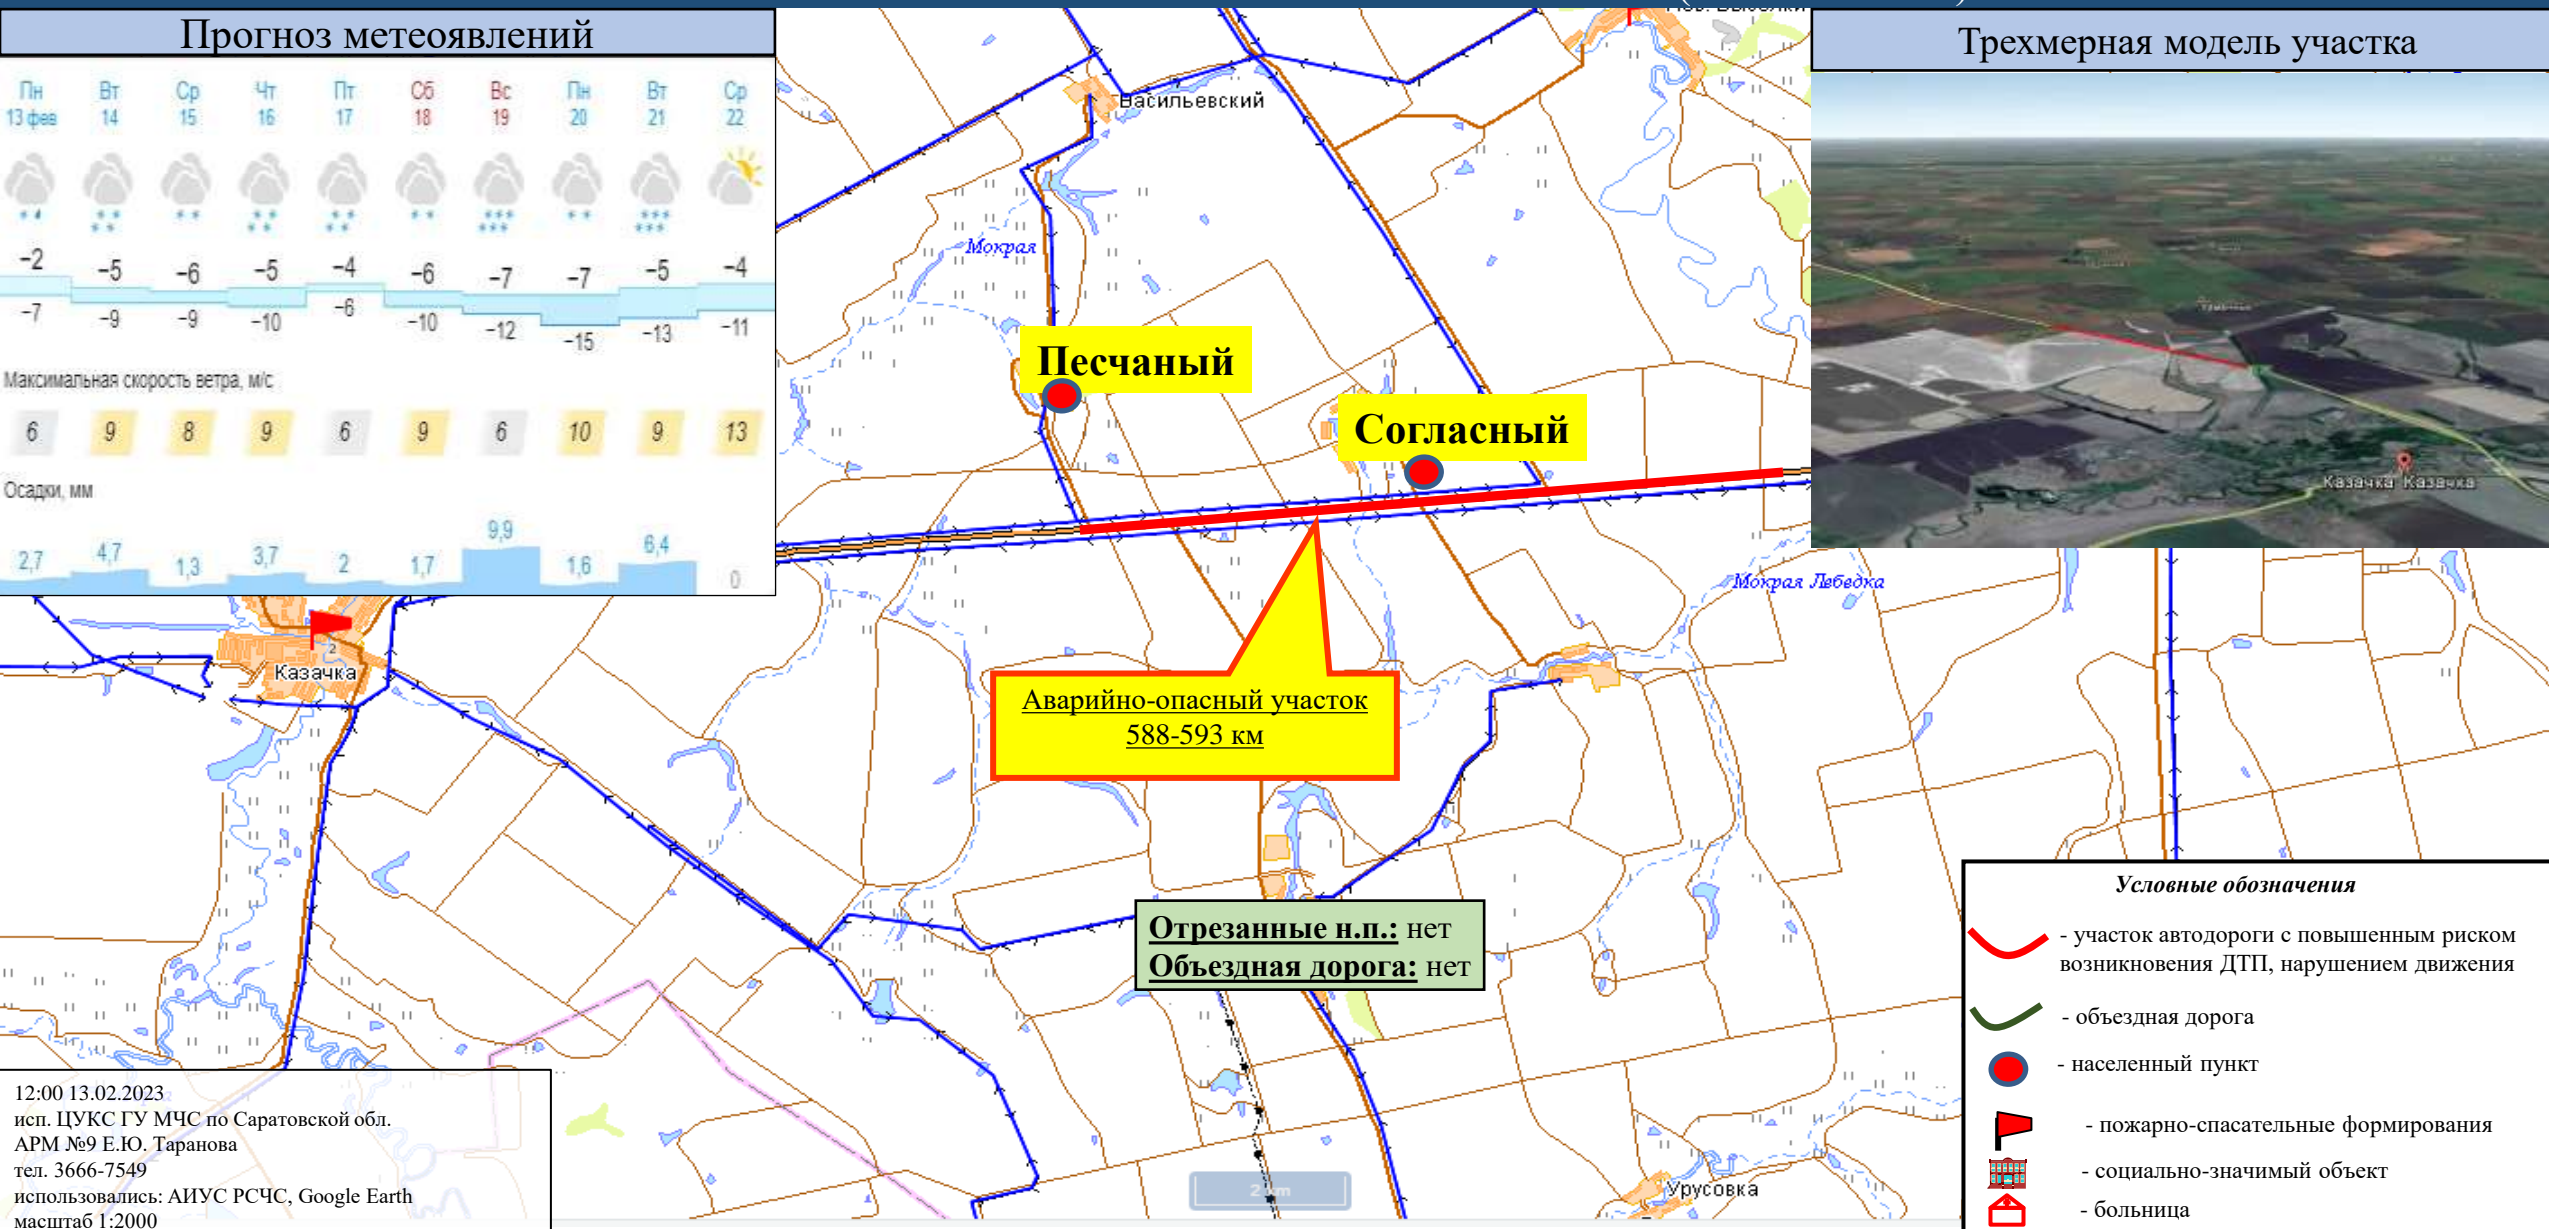 Прогноз метеоявлений
Пн Вт Ср Чт Пт Сб Вс Пн Вт Ср
13 фев 14 15 16 17 18 19 20 21 22
−2 −5 −6 −5 −4 −6 −7 −7 −5 −4
−7 −9 −9 −10 −6 −10 −12 −15 −13 −11
Максимальная скорость ветра, м/с
6 9 8 9 6 9 6 10 9 13
Осадки, мм
2,7 4,7 1,3 3,7 2 1,7 9,9 1,6 6,4 0
Трехмерная модель участка
Казачка Казачка
Васильевский
Мокрая
Песчаный
Согласный
Мокрая Лебедка
2
Казачка
Аварийно-опасный участок
588-593 км
Отрезанные н.п.: нет
Объездная дорога: нет
Урусовка
2 km
12:00 13.02.2023
исп. ЦУКС ГУ МЧС по Саратовской обл.
АРМ №9 Е.Ю. Таранова
тел. 3666-7549
использовались: АИУС РСЧС, Google Earth
масштаб 1:2000
Условные обозначения
- участок автодороги с повышенным риском
возникновения ДТП, нарушением движения
- объездная дорога
- населенный пункт
- пожарно-спасательные формирования
- социально-значимый объект
- больница